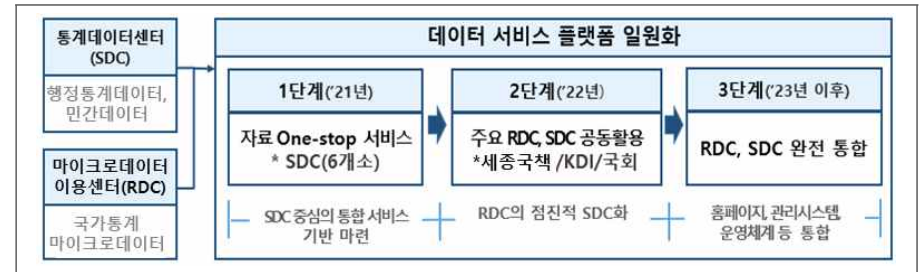 통계데이터센터
(SDC)
행정통계데이터,
민간데이터
마이크로데이터
이용센터(RDC)
국가통계
마이크로데이터
데이터 서비스 플랫폼 일원화
1단계('21년)
자료 One-stop 서비스
* SDC(6개소)
SDC 중심의 통합 서비스
기반 마련
2단계('22년)
주요 RDC, SDC 공동활용
*세종국책 /KDI/국회
RDC의 점진적 SDC화
3단계('23년 이후)
RDC, SDC 완전 통합
홈페이지, 관리시스템,
운영체계 등 통합